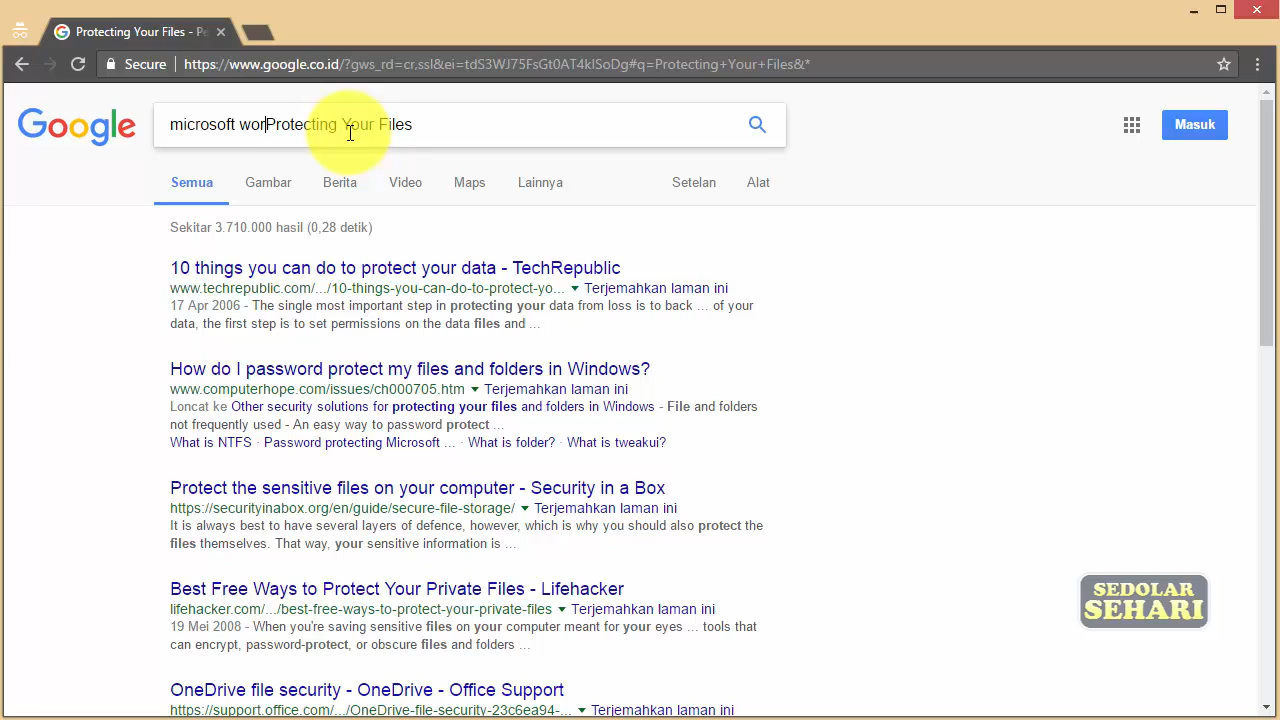 Protecting Your Files - Pe
Secure https://www.google.co.id/?gws_rd=cr,ssl&ei=tdS3WJ75FsGt0AT4kISoDg#q=Protecting+Your+Files&*
Google
microsoft worProtecting Your Files
Masuk
Semua Gambar Berita Video Maps Lainnya Setelan Alat
Sekitar 3.710.000 hasil (0,28 detik)
10 things you can do to protect your data - TechRepublic
www.techrepublic.com/.../10-things-you-can-do-to-protect-yo... Terjemahkan laman ini
17 Apr 2006 - The single most important step in protecting your data from loss is to back ... of your
data, the first step is to set permissions on the data files and ...
How do I password protect my files and folders in Windows?
www.computerhope.com/issues/ch000705.htm Terjemahkan laman ini
Loncat ke Other security solutions for protecting your files and folders in Windows - File and folders
not frequently used - An easy way to password protect ...
What is NTFS · Password protecting Microsoft ... · What is folder? · What is tweakui?
Protect the sensitive files on your computer - Security in a Box
https://securityinabox.org/en/guide/secure-file-storage/ Terjemahkan laman ini
It is always best to have several layers of defence, however, which is why you should also protect the
files themselves. That way, your sensitive information is ...
Best Free Ways to Protect Your Private Files - Lifehacker
lifehacker.com/.../best-free-ways-to-protect-your-private-files Terjemahkan laman ini
19 Mei 2008 - When you're saving sensitive files on your computer meant for your eyes ... tools that
can encrypt, password-protect, or obscure files and folders ...
SEDOLAR
SEHARI
OneDrive file security - OneDrive - Office Support
https://support.office.com/.../OneDrive-file-security-23c6ea94-... Terjemahkan laman ini